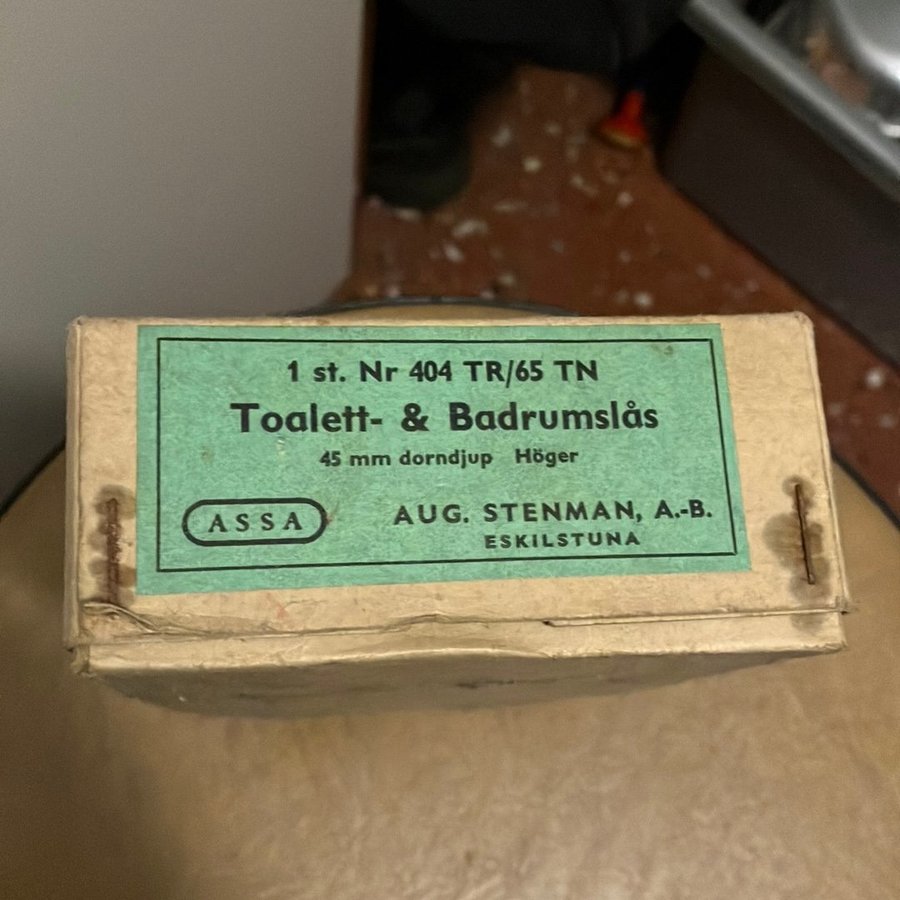 1 st. Nr 404 TR/65 TN
Toalett- & Badrumslås
45 mm dorndjup Höger
ASSA
AUG. STENMAN, A.-B.
ESKILSTUNA